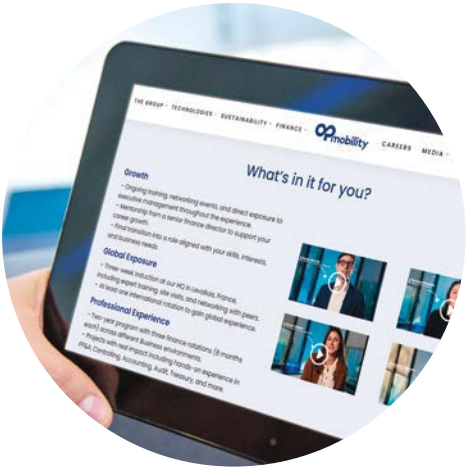 THE GROUP - TECHNOLOGIES - SUSTAINABILITY - FINANCE - OPmobility CAREERS MEDIA -
What's in it for you?
Growth
- Ongoing training, networking events, and direct exposure to
executive management throughout the experience.
- Mentorship from a senior finance director to support your
career growth.
- Final transition into a role aligned with your skills, interests,
and business needs.
Global Exposure
- Three-week induction at our HQ in Levallois, France,
including expert training, site visits, and networking with peers.
- At least one international rotation to gain global experience.
Professional Experience
- Two-year program with three finance rotations (8 months
each) across different business environments.
- Projects with real impact including hands-on experience in
FP&A, Controlling, Accounting, Audit, Treasury, and more